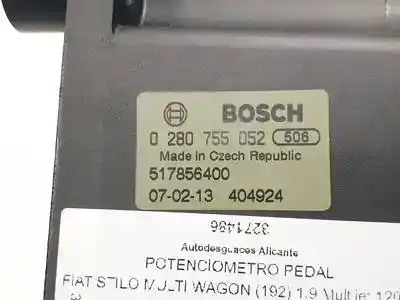 BOSCH
0 280 755 052 506
Made in Czech Republic
517856400
07-02-13 404924
3271486
Autodesguaces Alicante
POTENCIOMETRO PEDAL
FIAT STILO MULTI WAGON (192) 1.9 Multijet